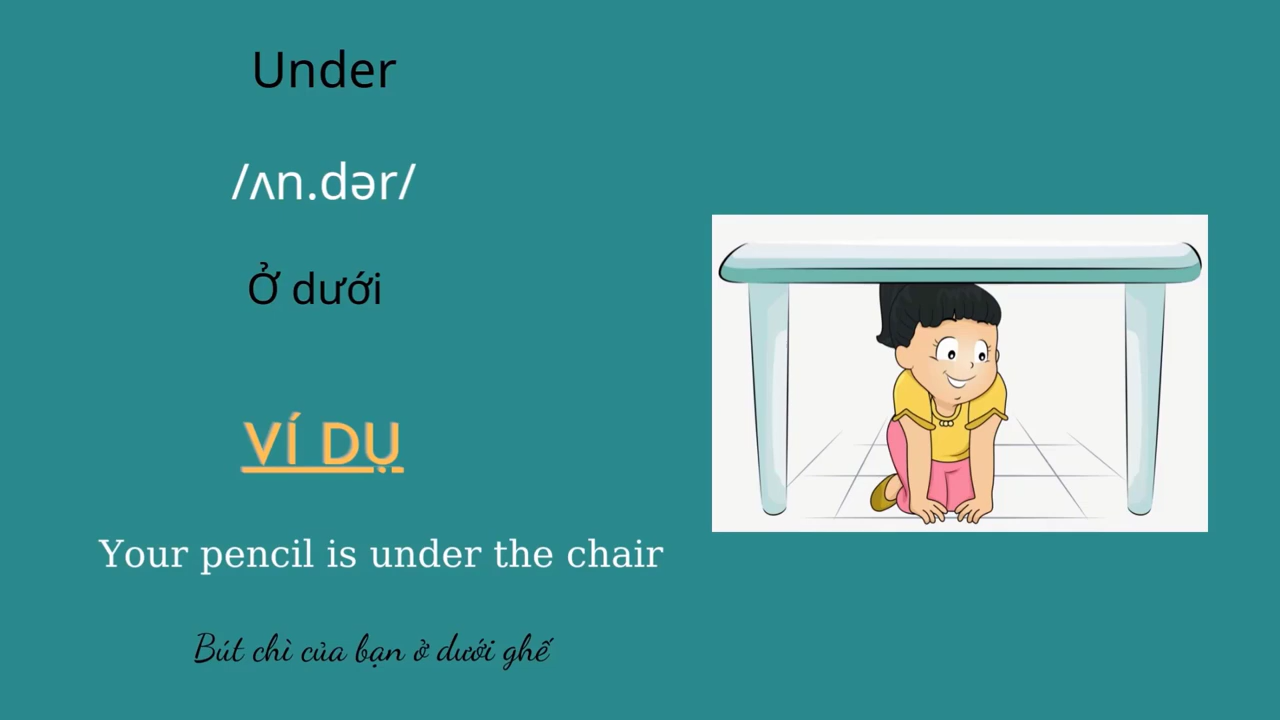 Under
/ʌn.dər/
Ở dưới
VÍ DỤ
Your pencil is under the chair
Bút chì của bạn ở dưới ghế